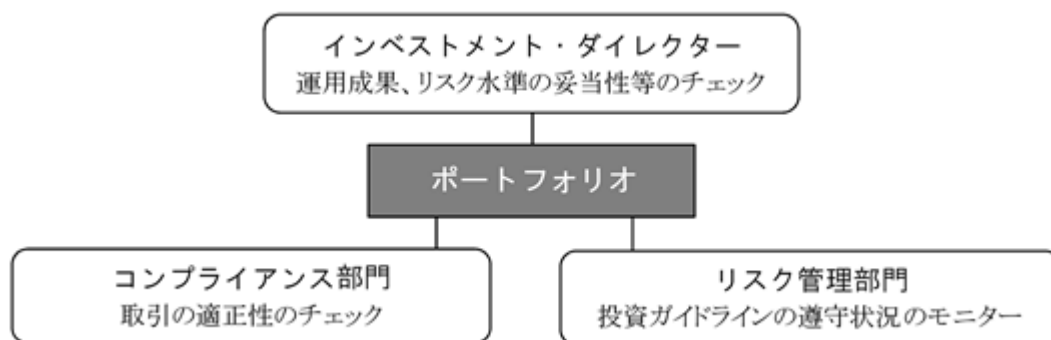 インベストメント・ダイレクター
運用成果、リスク水準の妥当性等のチェック
ポートフォリオ
コンプライアンス部門
取引の適正性のチェック
リスク管理部門
投資ガイドラインの遵守状況のモニター